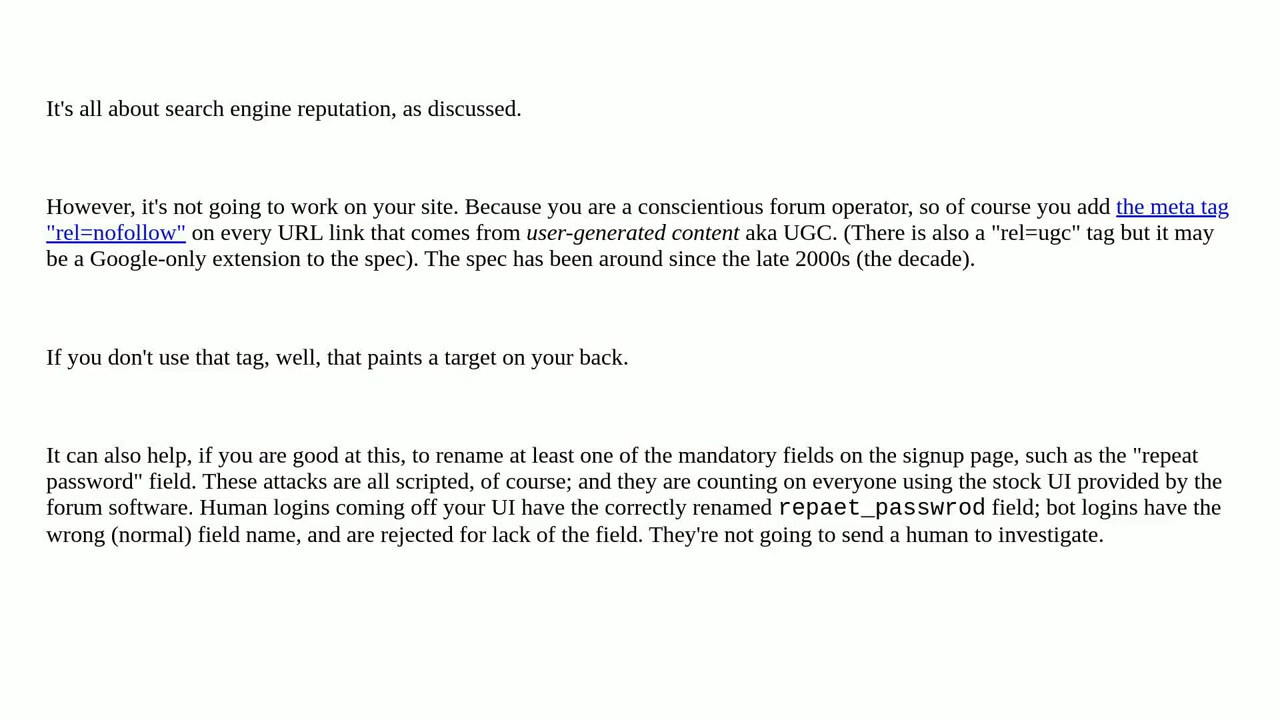 It's all about search engine reputation, as discussed.
However, it's not going to work on your site. Because you are a conscientious forum operator, so of course you add the meta tag
"rel=nofollow" on every URL link that comes from user-generated content aka UGC. (There is also a "rel=ugc" tag but it may
be a Google-only extension to the spec). The spec has been around since the late 2000s (the decade).
If you don't use that tag, well, that paints a target on your back.
It can also help, if you are good at this, to rename at least one of the mandatory fields on the signup page, such as the "repeat
password" field. These attacks are all scripted, of course; and they are counting on everyone using the stock UI provided by the
forum software. Human logins coming off your UI have the correctly renamed repaet_passwrod field; bot logins have the
wrong (normal) field name, and are rejected for lack of the field. They're not going to send a human to investigate.